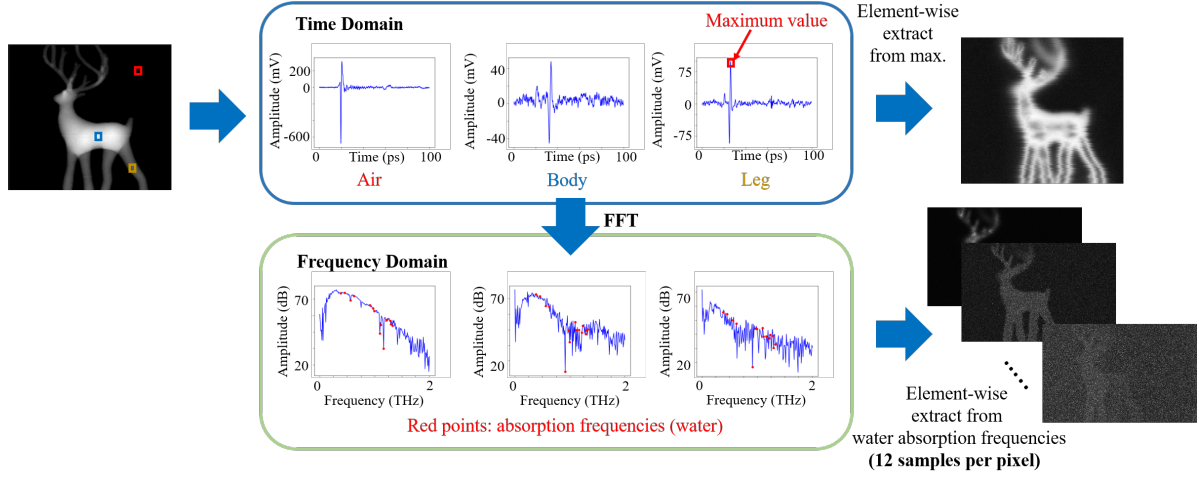 Time Domain
Maximum value
Element-wise
extract
from max.
Amplitude (mV)
200
0
-600
0
Time (ps)
100
Air
Amplitude (mV)
40
0
-40
0
Time (ps)
100
Body
Amplitude (mV)
75
0
-75
0
Time (ps)
100
Leg
FFT
Frequency Domain
Amplitude (dB)
70
20
0
2
Frequency (THz)
Amplitude (dB)
70
20
0
2
Frequency (THz)
Amplitude (dB)
70
20
0
2
Frequency (THz)
Red points: absorption frequencies (water)
Element-wise
extract from
water absorption frequencies
(12 samples per pixel)